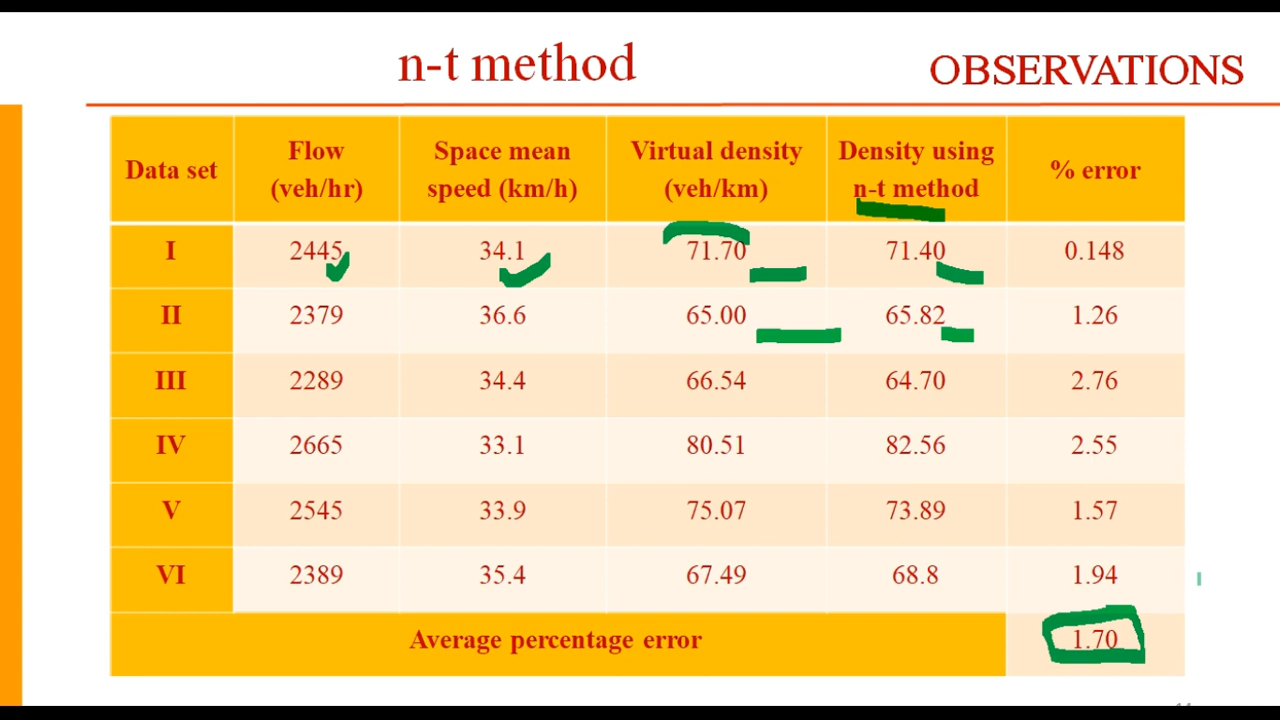 n-t method
OBSERVATIONS
Data set
Flow
(veh/hr)
Space mean
speed (km/h)
Virtual density
(veh/km)
Density using
n-t method
% error
I 2445 34.1 71.70 71.40 0.148
II 2379 36.6 65.00 65.82 1.26
III 2289 34.4 66.54 64.70 2.76
IV 2665 33.1 80.51 82.56 2.55
V 2545 33.9 75.07 73.89 1.57
VI 2389 35.4 67.49 68.8 1.94
Average percentage error 1.70